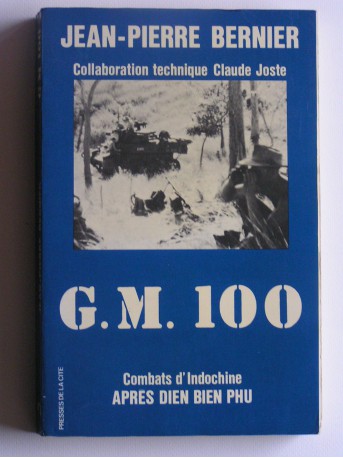 JEAN-PIERRE BERNIER
Collaboration technique Claude Joste
G.M. 100
Combats d'Indochine
APRES DIEN BIEN PHU
PRESSES DE LA CITE